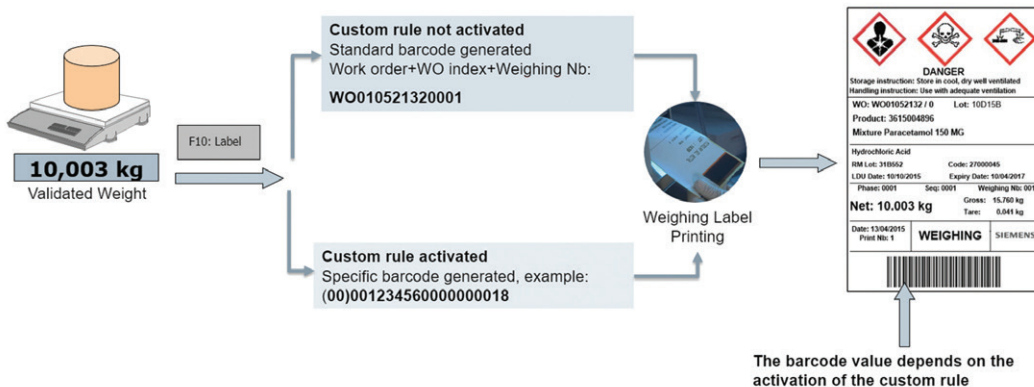 10,003 kg
Validated Weight
F10: Label
Custom rule not activated
Standard barcode generated
Work order+WO index+Weighing Nb:
WO010521320001
Custom rule activated
Specific barcode generated, example:
(00)001234560000000018
Weighing Label
Printing
DANGER
Storage instruction: Store in cool, dry well ventilated
Handling instruction: Use with adequate ventilation
WO: WO01052132 / 0 Lot: 10D15B
Product: 3615004896
Mixture Paracetamol 150 MG
Hydrochloric Acid
RM Lot: 31B552 Code: 27000045
LDU Date: 10/10/2015 Expiry Date: 10/04/2017
Phase: 0001 Seq: 0001 Weighing Nb: 001
Net: 10.003 kg Gross: 15.760 kg
Tare: 0.041 kg
Date: 13/04/2015
Print Nb: 1 WEIGHING SIEMENS
The barcode value depends on the
activation of the custom rule